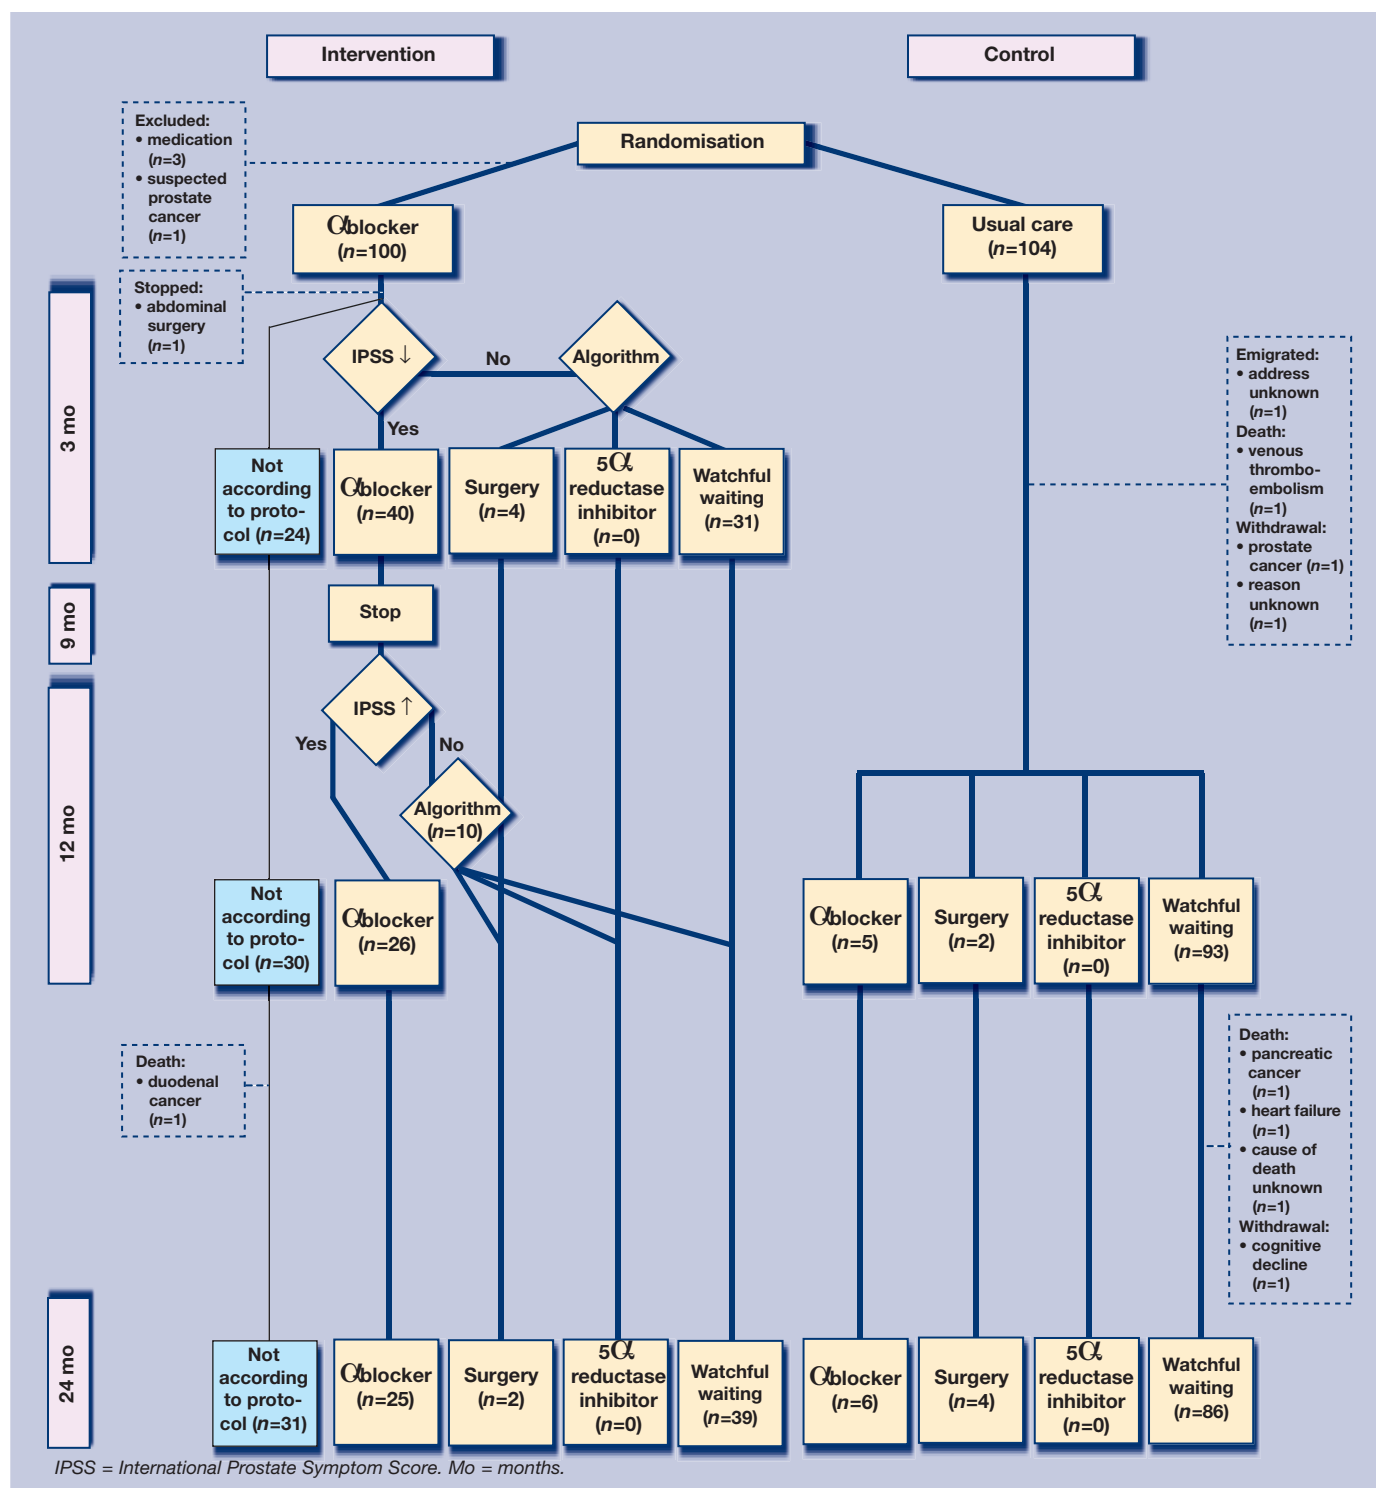 Intervention
Control
Randomisation
Excluded:
• medication
(n=3)
• suspected
prostate
cancer
(n=1)
αblocker
(n=100)
Usual care
(n=104)
Stopped:
• abdominal
surgery
(n=1)
3 mo
IPSS ↓
No
Algorithm
Yes
Emigrated:
• address
unknown
(n=1)
Death:
• venous
thrombo-
embolism
(n=1)
Withdrawal:
• prostate
cancer (n=1)
• reason
unknown
(n=1)
Not
according
to proto-
col (n=24)
αblocker
(n=40)
Surgery
(n=4)
5α
reductase
inhibitor
(n=0)
Watchful
waiting
(n=31)
9 mo
Stop
12 mo
IPSS ↑
Yes
No
Algorithm
(n=10)
Not
according
to proto-
col (n=30)
αblocker
(n=26)
αblocker
(n=5)
Surgery
(n=2)
5α
reductase
inhibitor
(n=0)
Watchful
waiting
(n=93)
Death:
• duodenal
cancer
(n=1)
Death:
• pancreatic
cancer
(n=1)
• heart failure
(n=1)
• cause of
death
unknown
(n=1)
Withdrawal:
• cognitive
decline
(n=1)
24 mo
Not
according
to proto-
col (n=31)
αblocker
(n=25)
Surgery
(n=2)
5α
reductase
inhibitor
(n=0)
Watchful
waiting
(n=39)
αblocker
(n=6)
Surgery
(n=4)
5α
reductase
inhibitor
(n=0)
Watchful
waiting
(n=86)
IPSS = International Prostate Symptom Score. Mo = months.